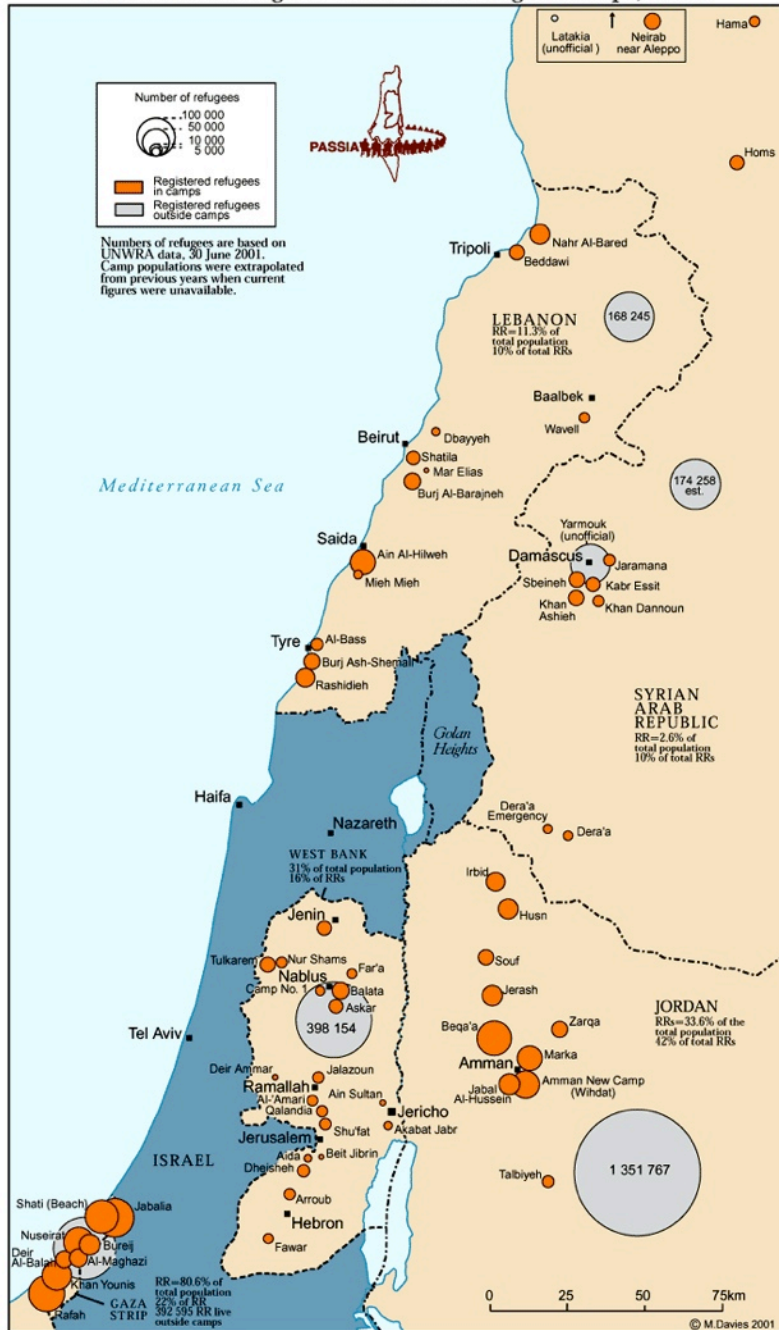 Latakia
(unofficial )
Neirab
near Aleppo
Hama
Number of refugees
100 000
50 000
10 000
5 000
Registered refugees
in camps
Registered refugees
outside camps
PASSIA
Numbers of refugees are based on
UNWRA data, 30 June 2001.
Camp populations were extrapolated
from previous years when current
figures were unavailable.
Homs
Nahr Al-Bared
Tripoli
Beddawi
LEBANON
RR=11.3% of
total population
10% of total RRs
168 245
Baalbek
Wavell
Beirut
Dbayyeh
Shatila
Mar Elias
Burj Al-Barajneh
Mediterranean Sea
174 258
est.
Yarmouk
(unofficial)
Saida
Ain Al-Hilweh
Mieh Mieh
Damascus
Jaramana
Sbeineh
Kabr Essit
Khan
Ashieh
Khan Dannoun
Al-Bass
Tyre
Burj Ash-Shemali
Rashidieh
SYRIAN
ARAB
REPUBLIC
RR=2.6% of
total population
10% of total RRs
Golan
Heights
Haifa
Nazareth
Dera'a
Emergency
Dera'a
WEST BANK
31% of total population
16% of RRs
Irbid
Husn
Jenin
Tulkarem
Nur Shams
Far'a
Nablus
Camp No. 1
Balata
Askar
398 154
Souf
Jerash
JORDAN
RRs=33.6% of the
total population
42% of total RRs
Beqa'a
Zarqa
Marka
Amman
Jabal
Al-Hussein
Amman New Camp
(Wihdat)
Tel Aviv
Deir Ammar
Jalazoun
Ramallah
Al-'Amari
Ain Sultan
Qalandia
Jericho
Shu'fat
Akabat Jabr
Jerusalem
Aida
Beit Jibrin
Dheisheh
ISRAEL
Arroub
Hebron
Fawar
1 351 767
Talbiyeh
Shati (Beach)
Jabalia
Nuseirat
Bureij
Deir
Al-Balah
Al-Maghazi
Khan Younis
Rafah
GAZA
STRIP
RR=80.6% of
total population
22% of RR
392 595 RR live
outside camps
0
25
50
75km
© M.Davies 2001